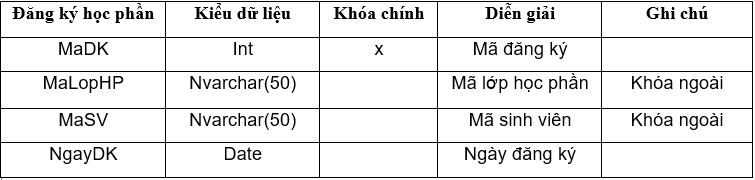 Đăng ký học phần Kiểu dữ liệu Khóa chính Diễn giải Ghi chú
MaDK Int x Mã đăng ký
MaLopHP Nvarchar(50) Mã lớp học phần Khóa ngoài
MaSV Nvarchar(50) Mã sinh viên Khóa ngoài
NgayDK Date Ngày đăng ký